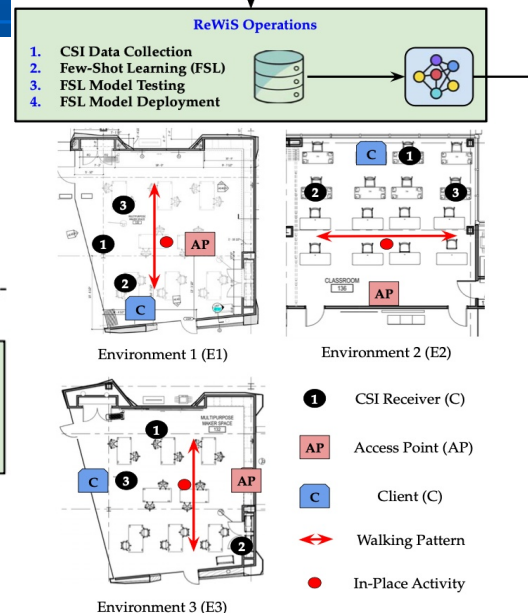 ReWiS Operations
1. CSI Data Collection
2. Few-Shot Learning (FSL)
3. FSL Model Testing
4. FSL Model Deployment
3
1
AP
2
C
Environment 1 (E1)
C
1
2
3
CLASSROOM
136
AP
Environment 2 (E2)
1
MULTIPURPOSE
MAKER SPACE
132
C
3
AP
2
Environment 3 (E3)
1 CSI Receiver (C)
AP Access Point (AP)
C Client (C)
Walking Pattern
In-Place Activity